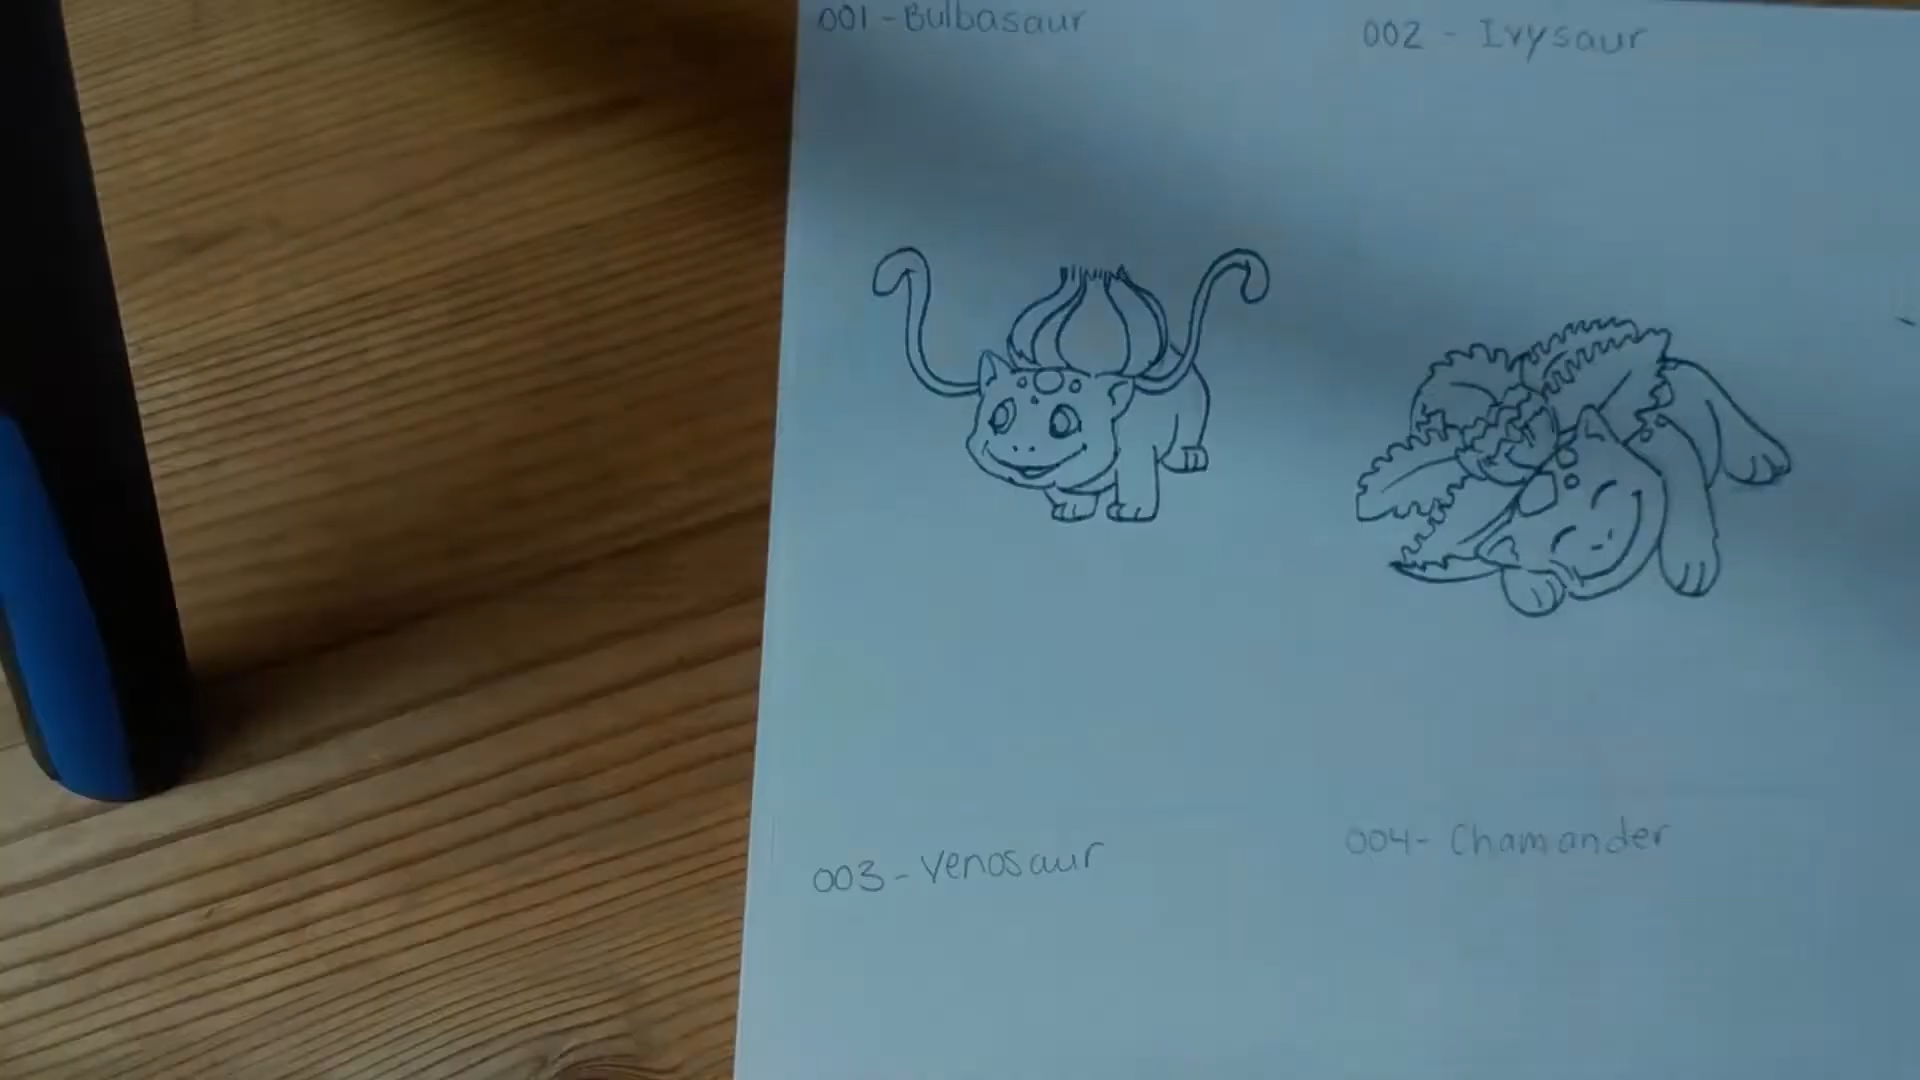 001 - Bulbasaur
002 - Ivysaur
003 - Venosaur
004 - Chamander